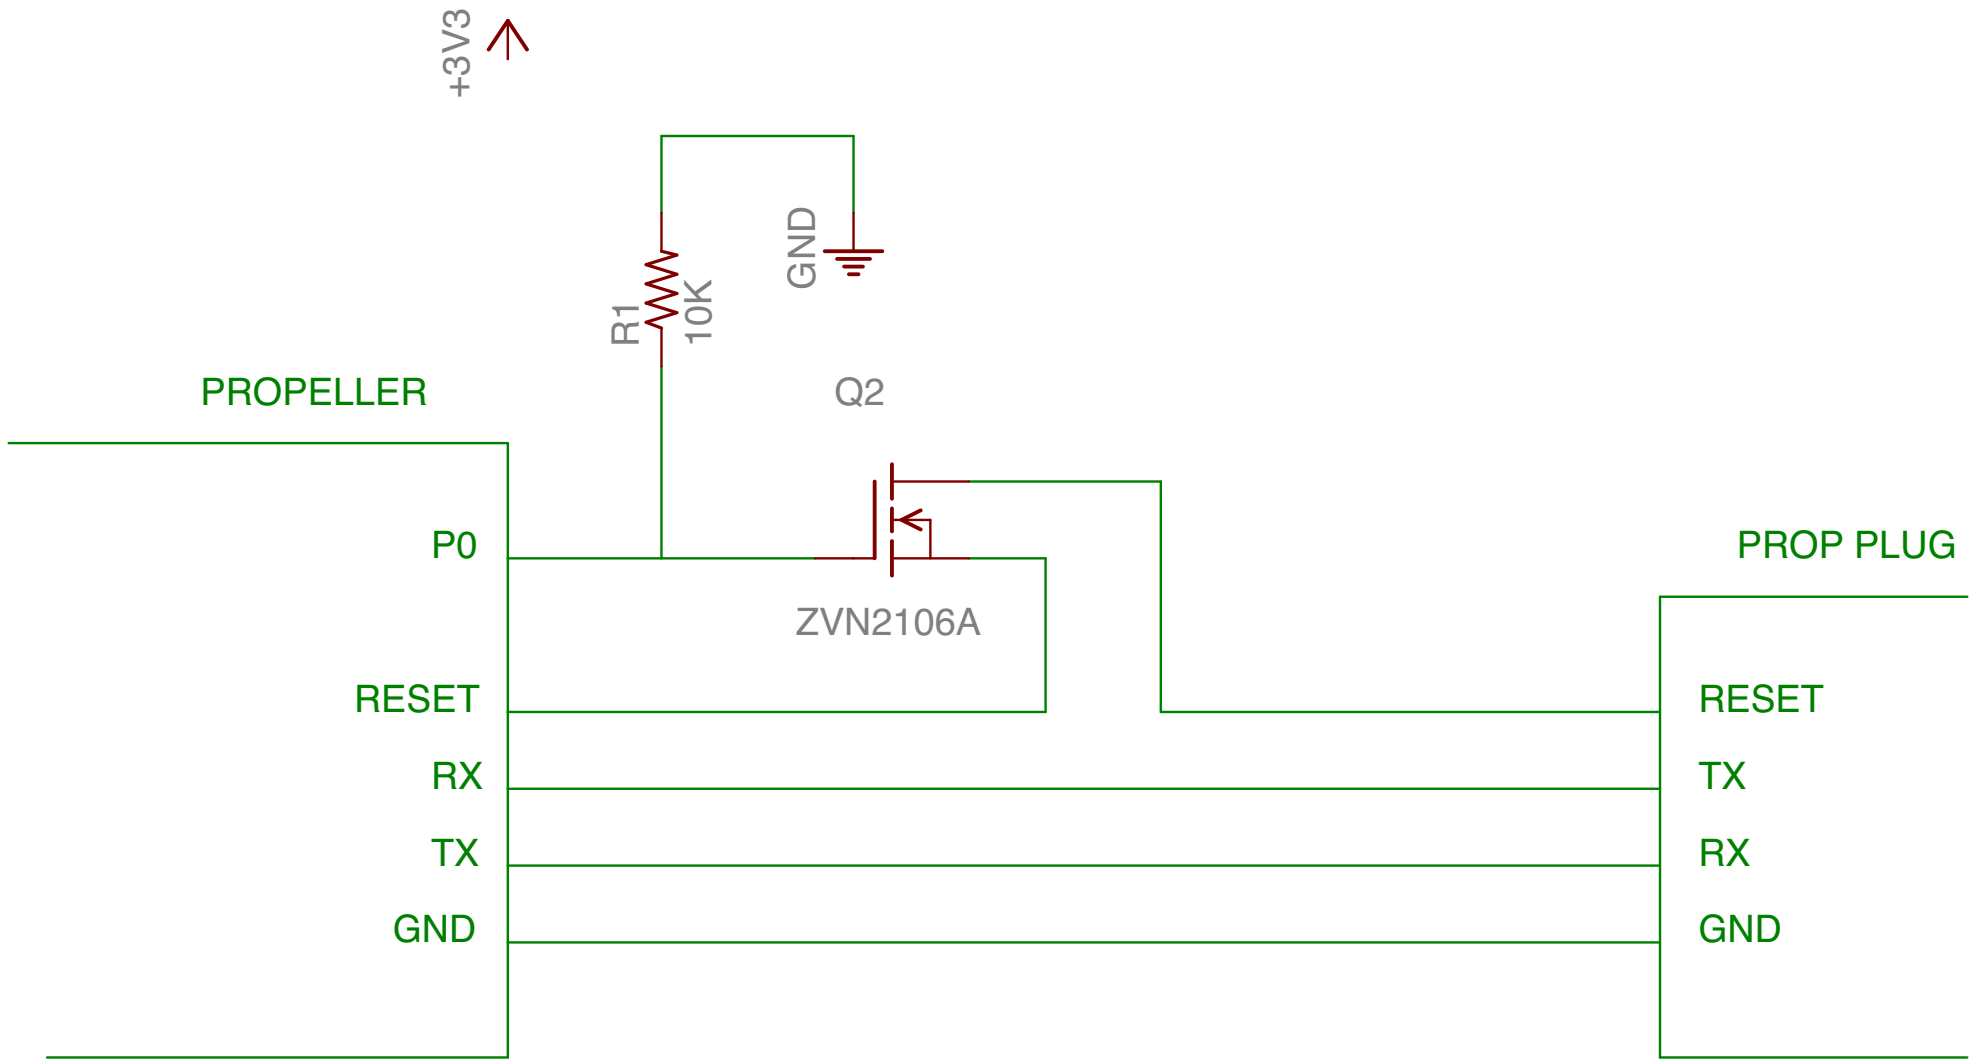 +3V3
GND
R1
10K
PROPELLER
Q2
P0
PROP PLUG
ZVN2106A
RESET
RESET
RX
TX
TX
RX
GND
GND